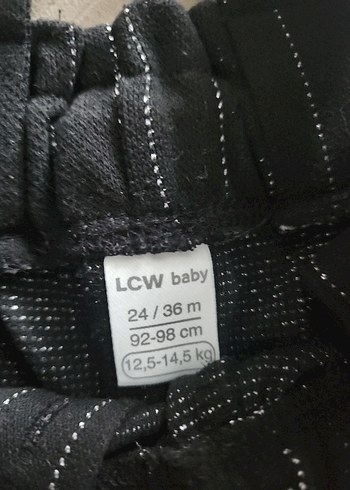 LCW baby
24 / 36 m
92-98 cm
12,5-14,5 kg